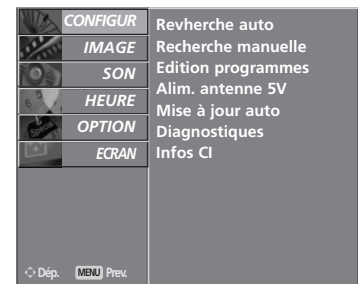 CONFIGUR
IMAGE
SON
HEURE
OPTION
ECRAN
Revherche auto
Recherche manuelle
Edition programmes
Alim. antenne 5V
Mise à jour auto
Diagnostiques
Infos CI
Dép. MENU Prev.